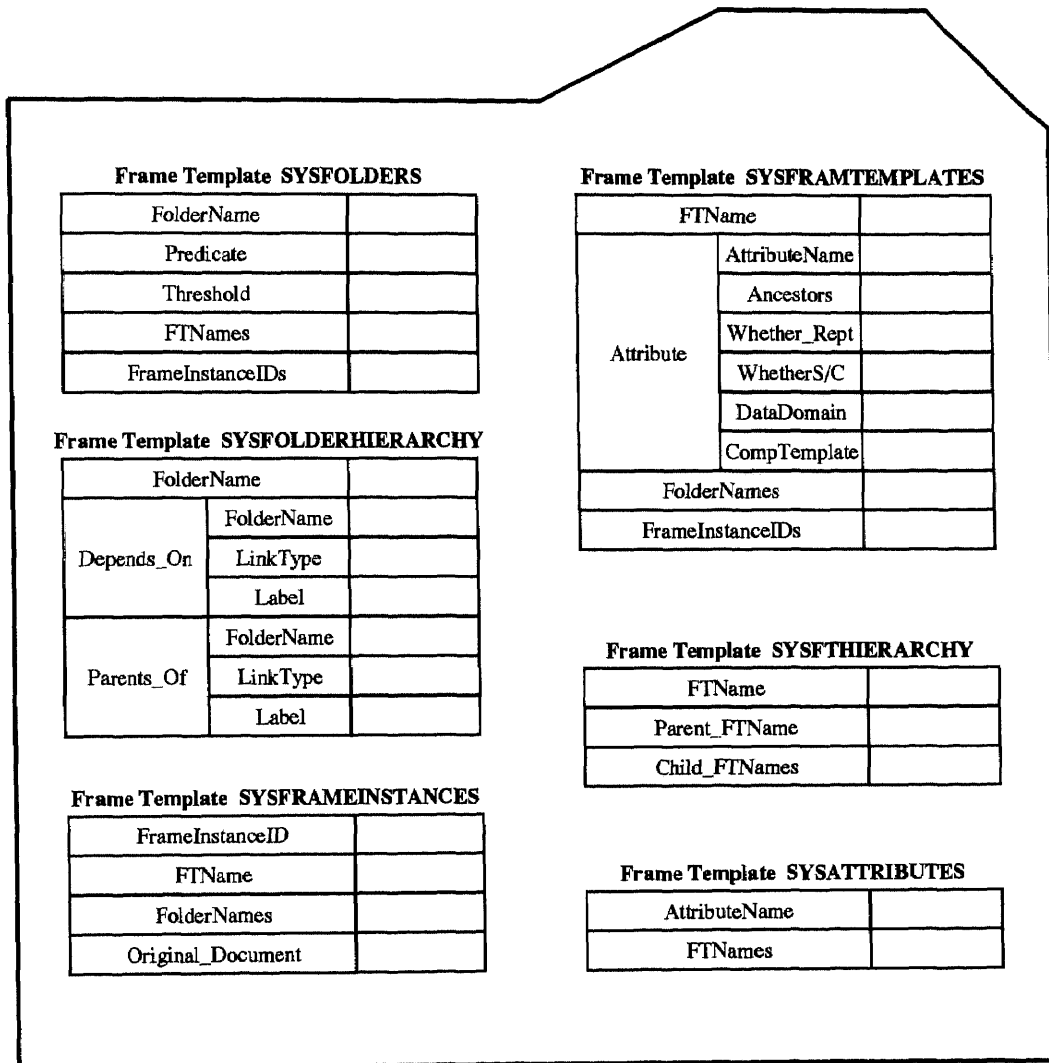 Frame Template SYSFOLDERS
FolderName
Predicate
Threshold
FTNames
FrameInstanceIDs
Frame Template SYSFOLDERHIERARCHY
FolderName
Depends_On
FolderName
LinkType
Label
Parents_Of
FolderName
LinkType
Label
Frame Template SYSFRAMEINSTANCES
FrameInstanceID
FTName
FolderNames
Original_Document
Frame Template SYSFRAMTEMPLATES
FTName
Attribute
AttributeName
Ancestors
Whether_Rept
WhetherS/C
DataDomain
CompTemplate
FolderNames
FrameInstanceIDs
Frame Template SYSFTHIERARCHY
FTName
Parent_FTName
Child_FTNames
Frame Template SYSATTRIBUTES
AttributeName
FTNames